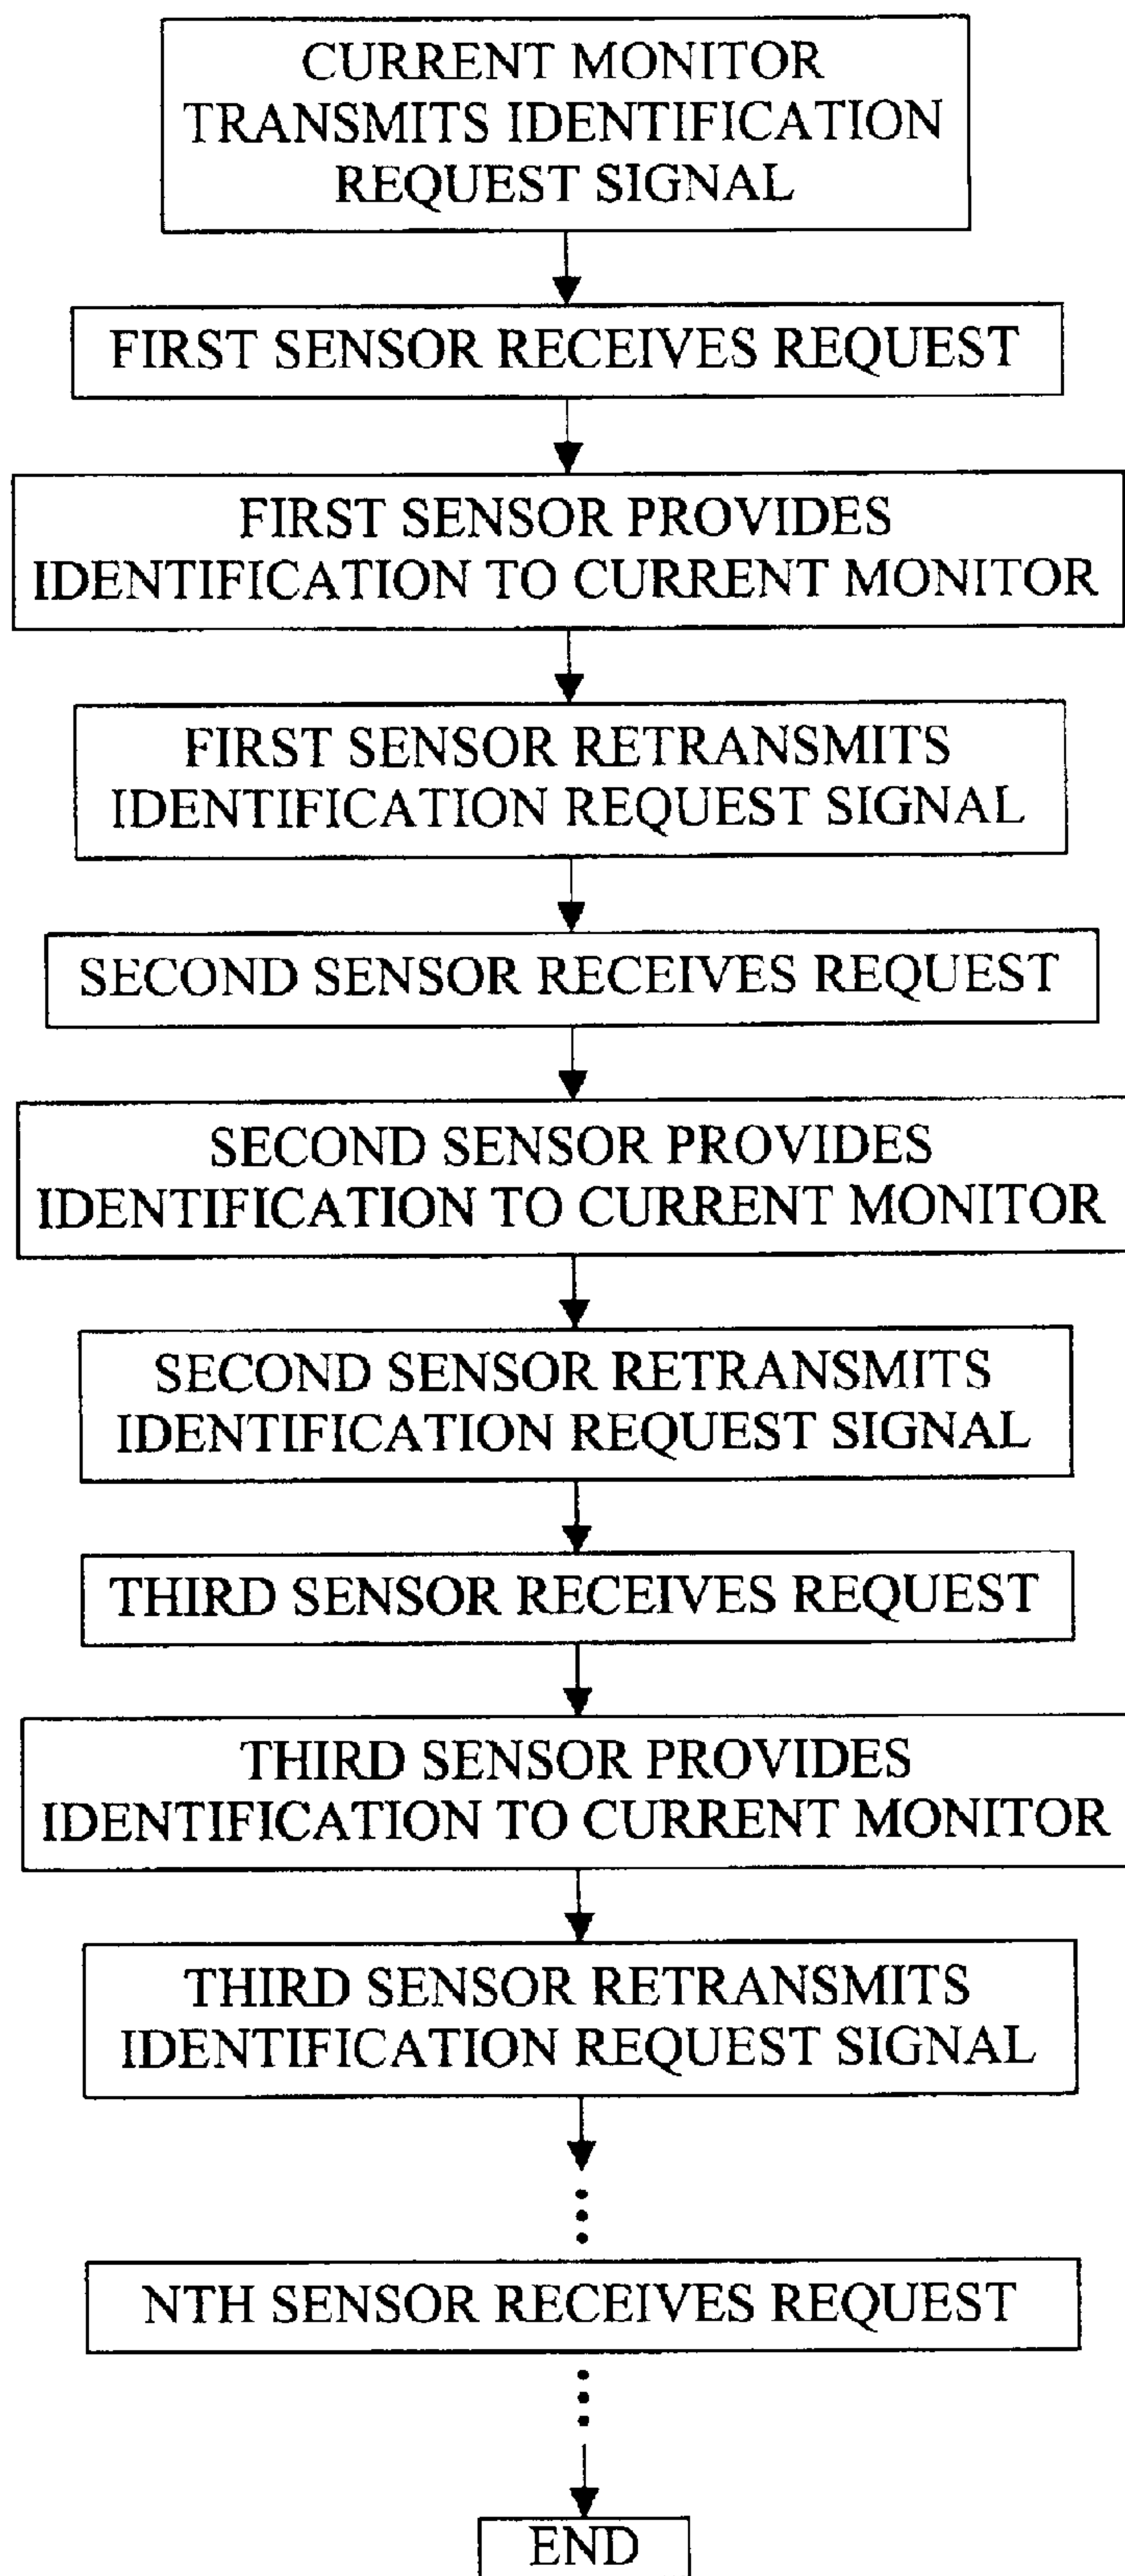 CURRENT MONITOR
TRANSMITS IDENTIFICATION
REQUEST SIGNAL
FIRST SENSOR RECEIVES REQUEST
FIRST SENSOR PROVIDES
IDENTIFICATION TO CURRENT MONITOR
FIRST SENSOR RETRANSMITS
IDENTIFICATION REQUEST SIGNAL
SECOND SENSOR RECEIVES REQUEST
SECOND SENSOR PROVIDES
IDENTIFICATION TO CURRENT MONITOR
SECOND SENSOR RETRANSMITS
IDENTIFICATION REQUEST SIGNAL
THIRD SENSOR RECEIVES REQUEST
THIRD SENSOR PROVIDES
IDENTIFICATION TO CURRENT MONITOR
THIRD SENSOR RETRANSMITS
IDENTIFICATION REQUEST SIGNAL
NTH SENSOR RECEIVES REQUEST
END